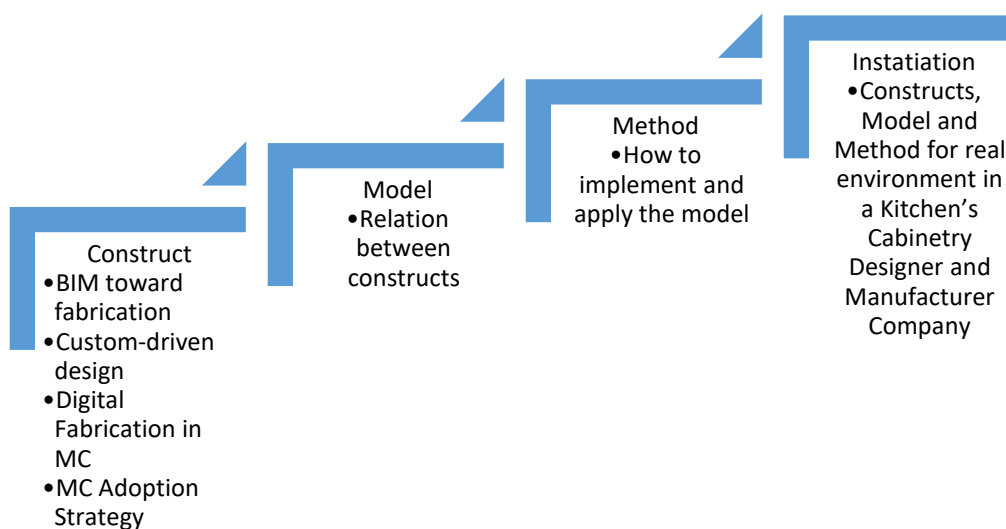 Construct
•BIM toward
fabrication
•Custom-driven
design
•Digital
Fabrication in
MC
•MC Adoption
Strategy
Model
•Relation
between
constructs
Method
•How to
implement and
apply the model
Instatiation
•Constructs,
Model and
Method for real
environment in
a Kitchen’s
Cabinetry
Designer and
Manufacturer
Company